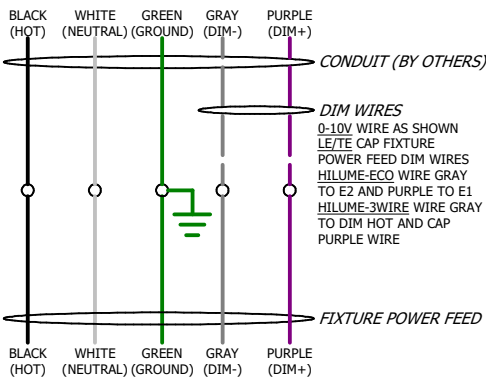 BLACK WHITE GREEN GRAY PURPLE
(HOT) (NEUTRAL) (GROUND) (DIM-) (DIM+)
CONDUIT (BY OTHERS)
DIM WIRES
0-10V WIRE AS SHOWN
LE/TE CAP FIXTURE
POWER FEED DIM WIRES
HILUME-ECO WIRE GRAY
TO E2 AND PURPLE TO E1
HILUME-3WIRE WIRE GRAY
TO DIM HOT AND CAP
PURPLE WIRE
FIXTURE POWER FEED
BLACK WHITE GREEN GRAY PURPLE
(HOT) (NEUTRAL) (GROUND) (DIM-) (DIM+)